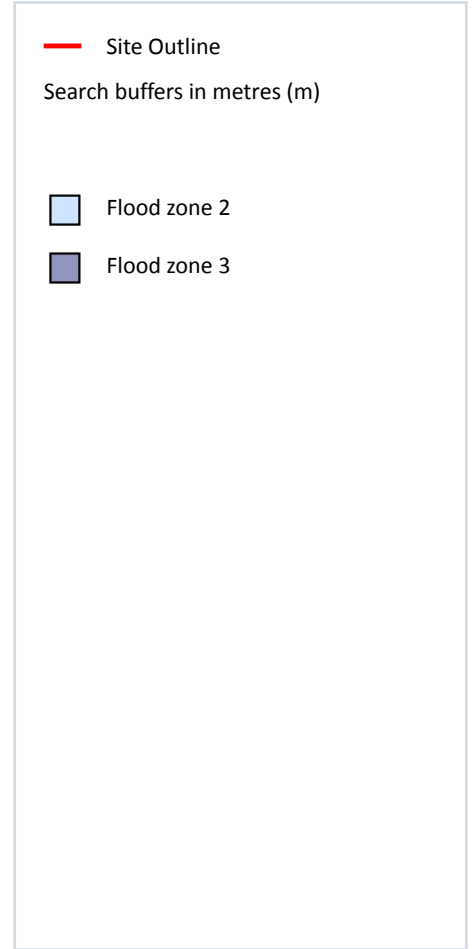 Site Outline
Search buffers in metres (m)
Flood zone 2
Flood zone 3